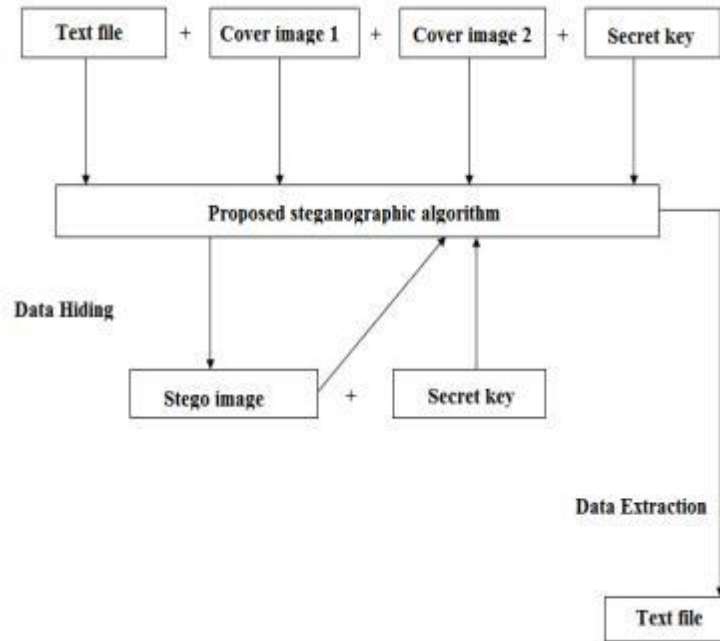 Text file + Cover image 1 + Cover image 2 + Secret key
Proposed steganographic algorithm
Data Hiding
Stego image + Secret key
Data Extraction
Text file